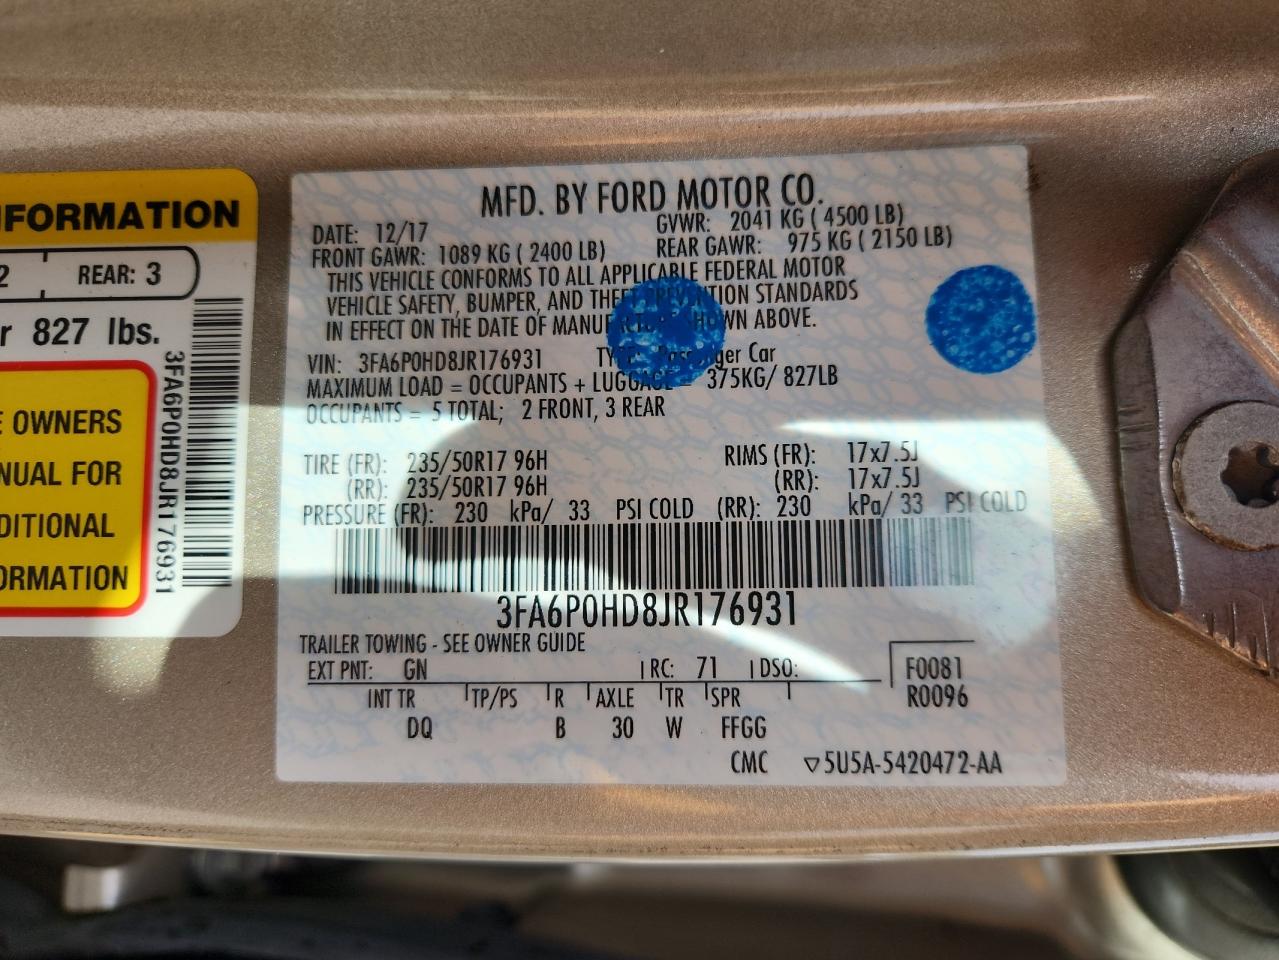 NFORMATION
2 REAR: 3
r 827 lbs.
E OWNERS
NUAL FOR
DITIONAL
ORMATION
3FA6P0HD8JR176931
MFD. BY FORD MOTOR CO.
DATE: 12/17 GVWR: 2041 KG ( 4500 LB)
FRONT GAWR: 1089 KG ( 2400 LB) REAR GAWR: 975 KG ( 2150 LB)
THIS VEHICLE CONFORMS TO ALL APPLICABLE FEDERAL MOTOR
VEHICLE SAFETY, BUMPER, AND THEFT PREVENTION STANDARDS
IN EFFECT ON THE DATE OF MANUFACTURE SHOWN ABOVE.
VIN: 3FA6P0HD8JR176931 TYPE: Passenger Car
MAXIMUM LOAD = OCCUPANTS + LUGGAGE = 375KG/ 827LB
OCCUPANTS = 5 TOTAL; 2 FRONT, 3 REAR
TIRE (FR): 235/50R17 96H RIMS (FR): 17x7.5J
(RR): 235/50R17 96H (RR): 17x7.5J
PRESSURE (FR): 230 kPa/ 33 PSI COLD (RR): 230 kPa/ 33 PSI COLD
3FA6P0HD8JR176931
TRAILER TOWING - SEE OWNER GUIDE
EXT PNT: GN RC: 71 DSO: F0081
INT TR TP/PS R AXLE TR SPR R0096
DQ B 30 W FFGG
CMC ▽5U5A-5420472-AA